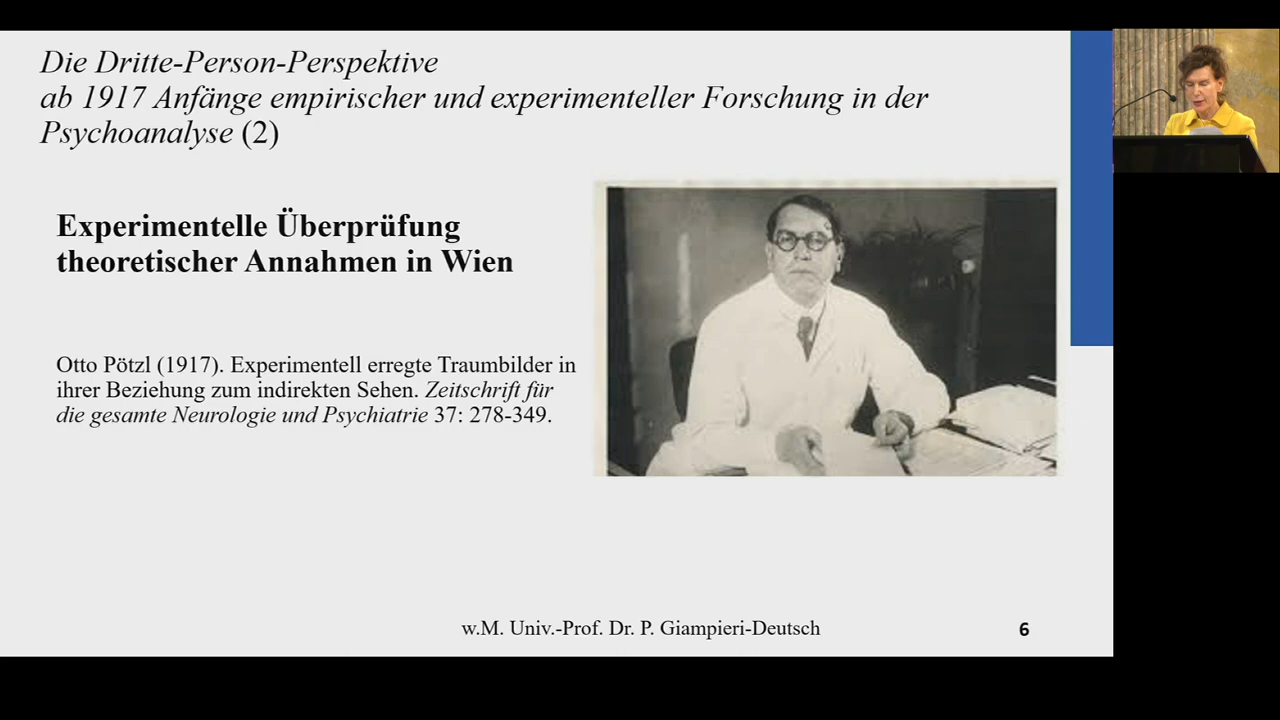 Die Dritte-Person-Perspektive
ab 1917 Anfänge empirischer und experimenteller Forschung in der
Psychoanalyse (2)
Experimentelle Überprüfung
theoretischer Annahmen in Wien
Otto Pötzl (1917). Experimentell erregte Traumbilder in
ihrer Beziehung zum indirekten Sehen. Zeitschrift für
die gesamte Neurologie und Psychiatrie 37: 278-349.
w.M. Univ.-Prof. Dr. P. Giampieri-Deutsch
6